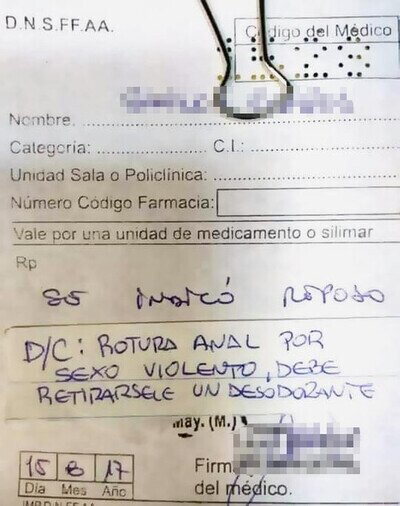 D.N.S.FF.AA.
Código del Médico
Nombre
Categoría: C.I.:
Unidad Sala o Policlínica:
Número Código Farmacia:
Vale por una unidad de medicamento o silimar
Rp
SE INDICÓ REPOSO
D/C: ROTURA ANAL POR
SEXO VIOLENTO, DEBE
RETIRARSELE UN DESODORANTE
May. (M.)
15 8 17
Día Mes Año
Firm
del médico.